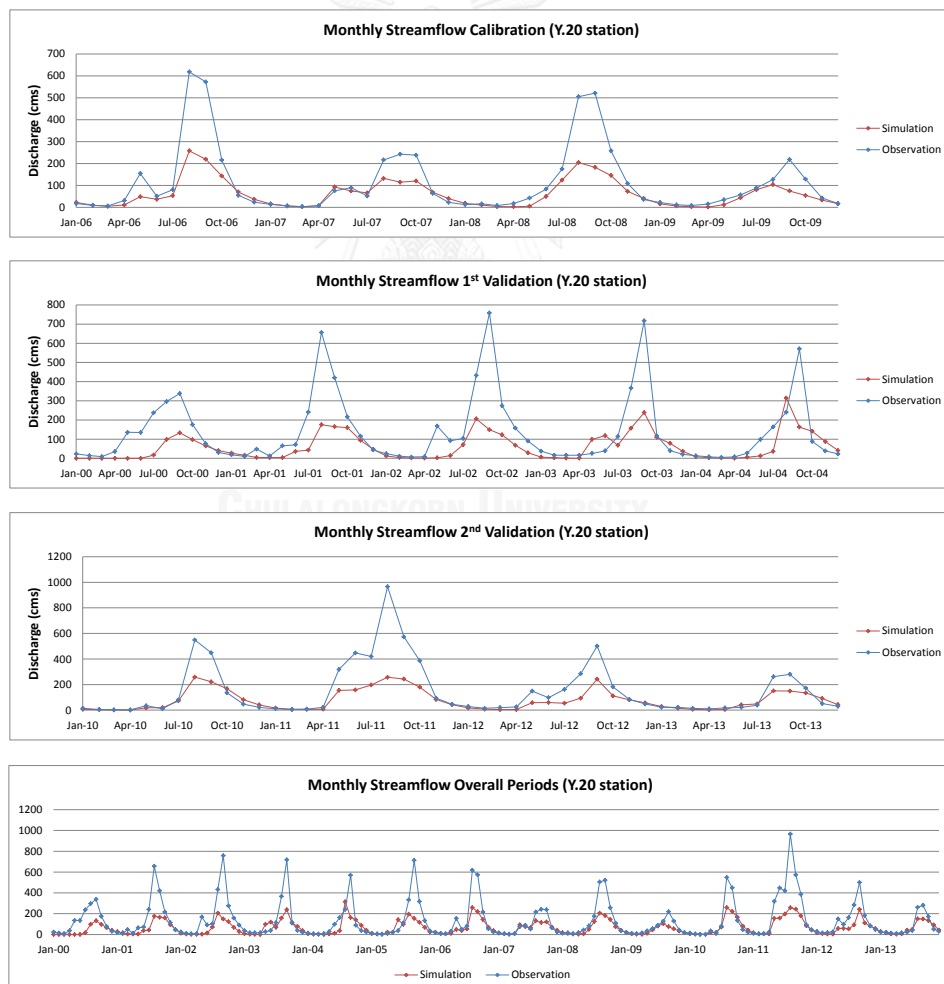 Monthly Streamflow Calibration (Y.20 station)
700
600
500
400
300
200
100
0
Discharge (cms)
Jan-06 Apr-06 Jul-06 Oct-06 Jan-07 Apr-07 Jul-07 Oct-07 Jan-08 Apr-08 Jul-08 Oct-08 Jan-09 Apr-09 Jul-09 Oct-09
Simulation
Observation
Monthly Streamflow 1st Validation (Y.20 station)
800
700
600
500
400
300
200
100
0
Discharge (cms)
Jan-00 Apr-00 Jul-00 Oct-00 Jan-01 Apr-01 Jul-01 Oct-01 Jan-02 Apr-02 Jul-02 Oct-02 Jan-03 Apr-03 Jul-03 Oct-03 Jan-04 Apr-04 Jul-04 Oct-04
Simulation
Observation
CHULALONGKORN UNIVERSITY
Monthly Streamflow 2nd Validation (Y.20 station)
1200
1000
800
600
400
200
0
Discharge (cms)
Jan-10 Apr-10 Jul-10 Oct-10 Jan-11 Apr-11 Jul-11 Oct-11 Jan-12 Apr-12 Jul-12 Oct-12 Jan-13 Apr-13 Jul-13 Oct-13
Simulation
Observation
Monthly Streamflow Overall Periods (Y.20 station)
1200
1000
800
600
400
200
0
Jan-00 Jan-01 Jan-02 Jan-03 Jan-04 Jan-05 Jan-06 Jan-07 Jan-08 Jan-09 Jan-10 Jan-11 Jan-12 Jan-13
Simulation Observation